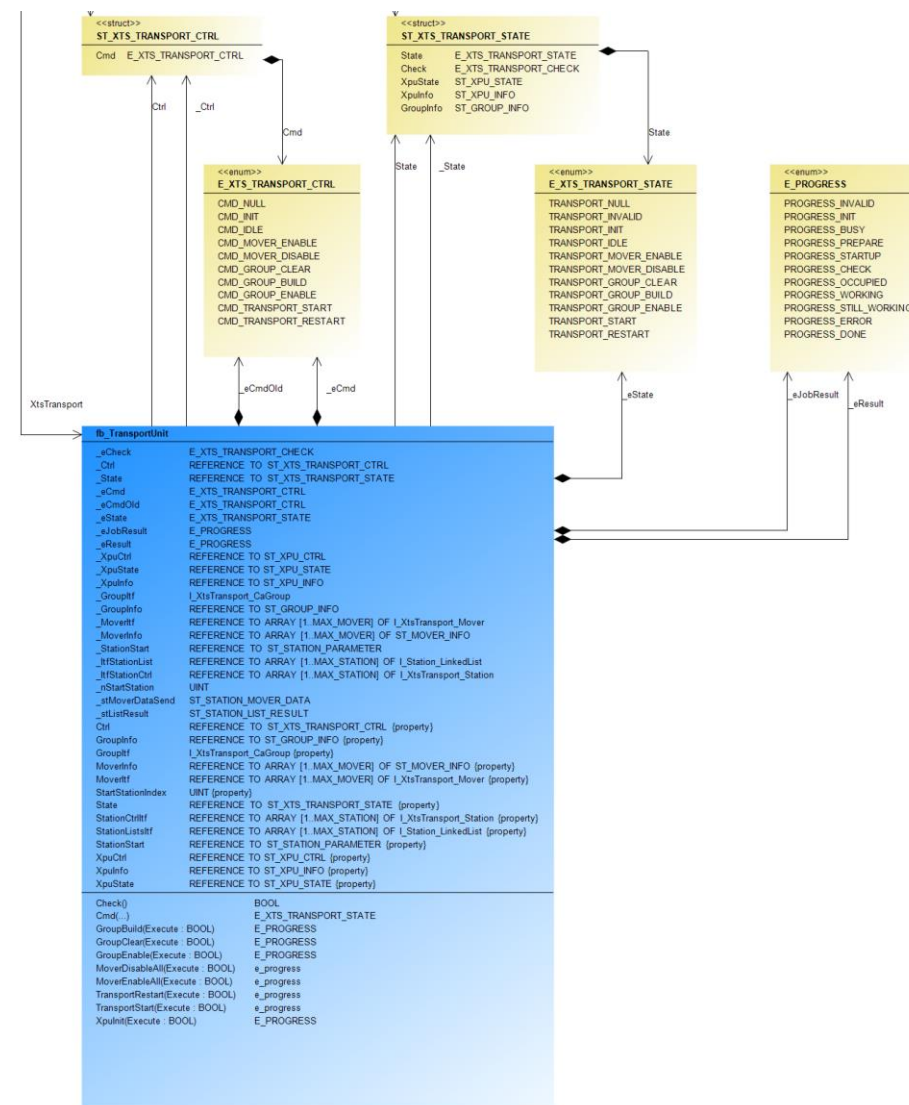 <<struct>>
ST_XTS_TRANSPORT_CTRL
Cmd E_XTS_TRANSPORT_CTRL
<<struct>>
ST_XTS_TRANSPORT_STATE
State E_XTS_TRANSPORT_STATE
Check E_XTS_TRANSPORT_CHECK
XpuState ST_XPU_STATE
XpuInfo ST_XPU_INFO
GroupInfo ST_GROUP_INFO
Ctrl
_Ctrl
Cmd
State
_State
State
<<enum>>
E_XTS_TRANSPORT_CTRL
CMD_NULL
CMD_INIT
CMD_IDLE
CMD_MOVER_ENABLE
CMD_MOVER_DISABLE
CMD_GROUP_CLEAR
CMD_GROUP_BUILD
CMD_GROUP_ENABLE
CMD_TRANSPORT_START
CMD_TRANSPORT_RESTART
<<enum>>
E_XTS_TRANSPORT_STATE
TRANSPORT_NULL
TRANSPORT_INVALID
TRANSPORT_INIT
TRANSPORT_IDLE
TRANSPORT_MOVER_ENABLE
TRANSPORT_MOVER_DISABLE
TRANSPORT_GROUP_CLEAR
TRANSPORT_GROUP_BUILD
TRANSPORT_GROUP_ENABLE
TRANSPORT_START
TRANSPORT_RESTART
<<enum>>
E_PROGRESS
PROGRESS_INVALID
PROGRESS_INIT
PROGRESS_BUSY
PROGRESS_PREPARE
PROGRESS_STARTUP
PROGRESS_CHECK
PROGRESS_OCCUPIED
PROGRESS_WORKING
PROGRESS_STILL_WORKING
PROGRESS_ERROR
PROGRESS_DONE
XtsTransport
_eCmdOld
_eCmd
_eState
_eJobResult
_eResult
fb_TransportUnit
_eCheck E_XTS_TRANSPORT_CHECK
_Ctrl REFERENCE TO ST_XTS_TRANSPORT_CTRL
_State REFERENCE TO ST_XTS_TRANSPORT_STATE
_eCmd E_XTS_TRANSPORT_CTRL
_eCmdOld E_XTS_TRANSPORT_CTRL
_eState E_XTS_TRANSPORT_STATE
_eJobResult E_PROGRESS
_eResult E_PROGRESS
_XpuCtrl REFERENCE TO ST_XPU_CTRL
_XpuState REFERENCE TO ST_XPU_STATE
_XpuInfo REFERENCE TO ST_XPU_INFO
_GroupItf I_XtsTransport_CaGroup
_GroupInfo REFERENCE TO ST_GROUP_INFO
_MoverItf REFERENCE TO ARRAY [1..MAX_MOVER] OF I_XtsTransport_Mover
_MoverInfo REFERENCE TO ARRAY [1..MAX_MOVER] OF ST_MOVER_INFO
_StationStart REFERENCE TO ST_STATION_PARAMETER
_ItfStationList REFERENCE TO ARRAY [1..MAX_STATION] OF I_Station_LinkedList
_ItfStationCtrl REFERENCE TO ARRAY [1..MAX_STATION] OF I_XtsTransport_Station
_nStartStation UINT
_stMoverDataSend ST_STATION_MOVER_DATA
_stListResult ST_STATION_LIST_RESULT
Ctrl REFERENCE TO ST_XTS_TRANSPORT_CTRL {property}
GroupInfo REFERENCE TO ST_GROUP_INFO {property}
GroupItf I_XtsTransport_CaGroup {property}
MoverInfo REFERENCE TO ARRAY [1..MAX_MOVER] OF ST_MOVER_INFO {property}
MoverItf REFERENCE TO ARRAY [1..MAX_MOVER] OF I_XtsTransport_Mover {property}
StartStationIndex UINT {property}
State REFERENCE TO ST_XTS_TRANSPORT_STATE {property}
StationCtrlItf REFERENCE TO ARRAY [1..MAX_STATION] OF I_XtsTransport_Station {property}
StationListsItf REFERENCE TO ARRAY [1..MAX_STATION] OF I_Station_LinkedList {property}
StationStart REFERENCE TO ST_STATION_PARAMETER {property}
XpuCtrl REFERENCE TO ST_XPU_CTRL {property}
XpuInfo REFERENCE TO ST_XPU_INFO {property}
XpuState REFERENCE TO ST_XPU_STATE {property}
Check() BOOL
Cmd(...) E_XTS_TRANSPORT_STATE
GroupBuild(Execute : BOOL) E_PROGRESS
GroupClear(Execute : BOOL) E_PROGRESS
GroupEnable(Execute : BOOL) E_PROGRESS
MoverDisableAll(Execute : BOOL) e_progress
MoverEnableAll(Execute : BOOL) e_progress
TransportRestart(Execute : BOOL) e_progress
TransportStart(Execute : BOOL) e_progress
XpuInit(Execute : BOOL) E_PROGRESS